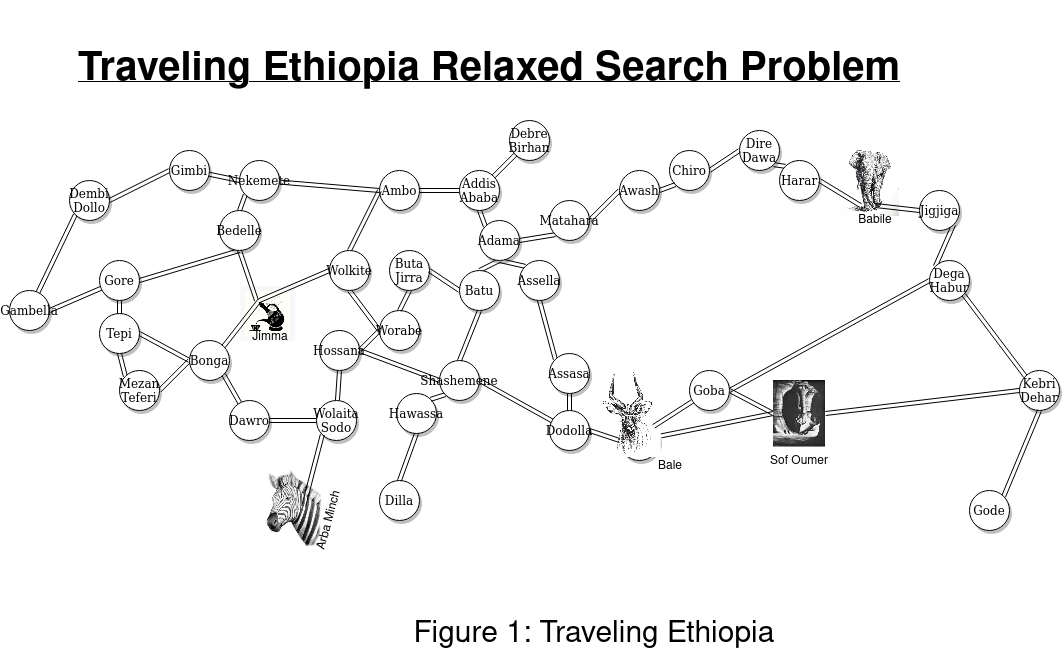 Traveling Ethiopia Relaxed Search Problem
Debre
Birhan
Dire
Dawa
Gimbi
Nekemete
Chiro
Harar
Dembi
Dollo
Ambo
Addis
Ababa
Awash
Matahara
Babile
Jigjiga
Bedelle
Adama
Gore
Wolkite
Buta
Jirra
Batu
Assella
Dega
Habur
Gambella
Tepi
Jimma
Worabe
Hossana
Bonga
Shashemene
Assasa
Mezan
Teferi
Goba
Kebri
Dehar
Dawro
Wolaita
Sodo
Hawassa
Dodolla
Bale
Sof Oumer
Arba Minch
Dilla
Gode
Figure 1: Traveling Ethiopia